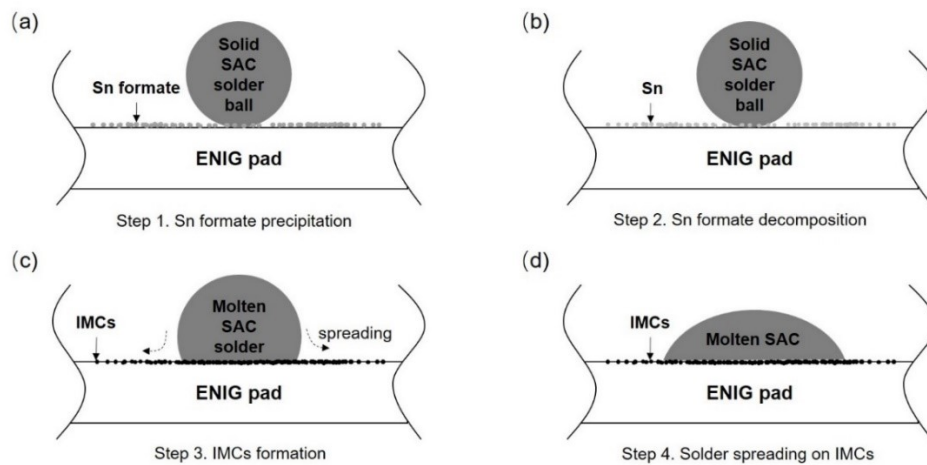 (a)
Solid
SAC
solder
ball
Sn formate
ENIG pad
Step 1. Sn formate precipitation
(b)
Solid
SAC
solder
ball
Sn
ENIG pad
Step 2. Sn formate decomposition
(c)
IMCs
Molten
SAC
solder
spreading
ENIG pad
Step 3. IMCs formation
(d)
IMCs
Molten SAC
ENIG pad
Step 4. Solder spreading on IMCs